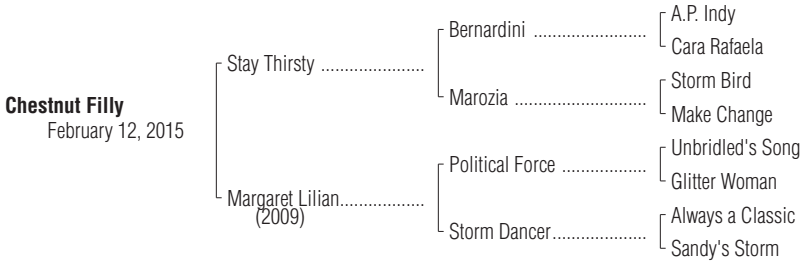 A.P. Indy
Bernardini ..................
Cara Rafaela
Stay Thirsty ......................
Storm Bird
Marozia ......................
Make Change
Chestnut Filly
February 12, 2015
Unbridled's Song
Political Force ..................
Glitter Woman
Margaret Lilian..................
(2009)
Always a Classic
Storm Dancer....................
Sandy's Storm